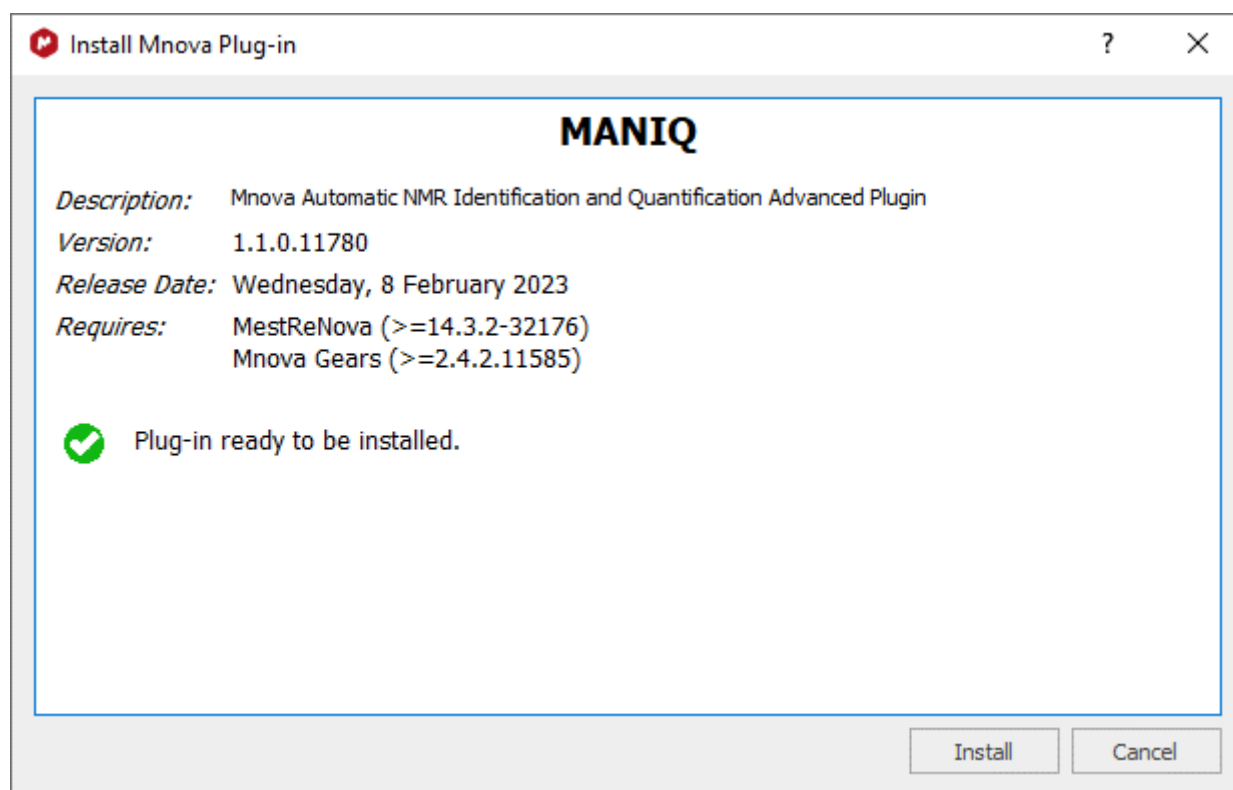 Install Mnova Plug-in
MANIQ
Description: Mnova Automatic NMR Identification and Quantification Advanced Plugin
Version: 1.1.0.11780
Release Date: Wednesday, 8 February 2023
Requires: MestReNova (>=14.3.2-32176)
Mnova Gears (>=2.4.2.11585)
Plug-in ready to be installed.
Install Cancel